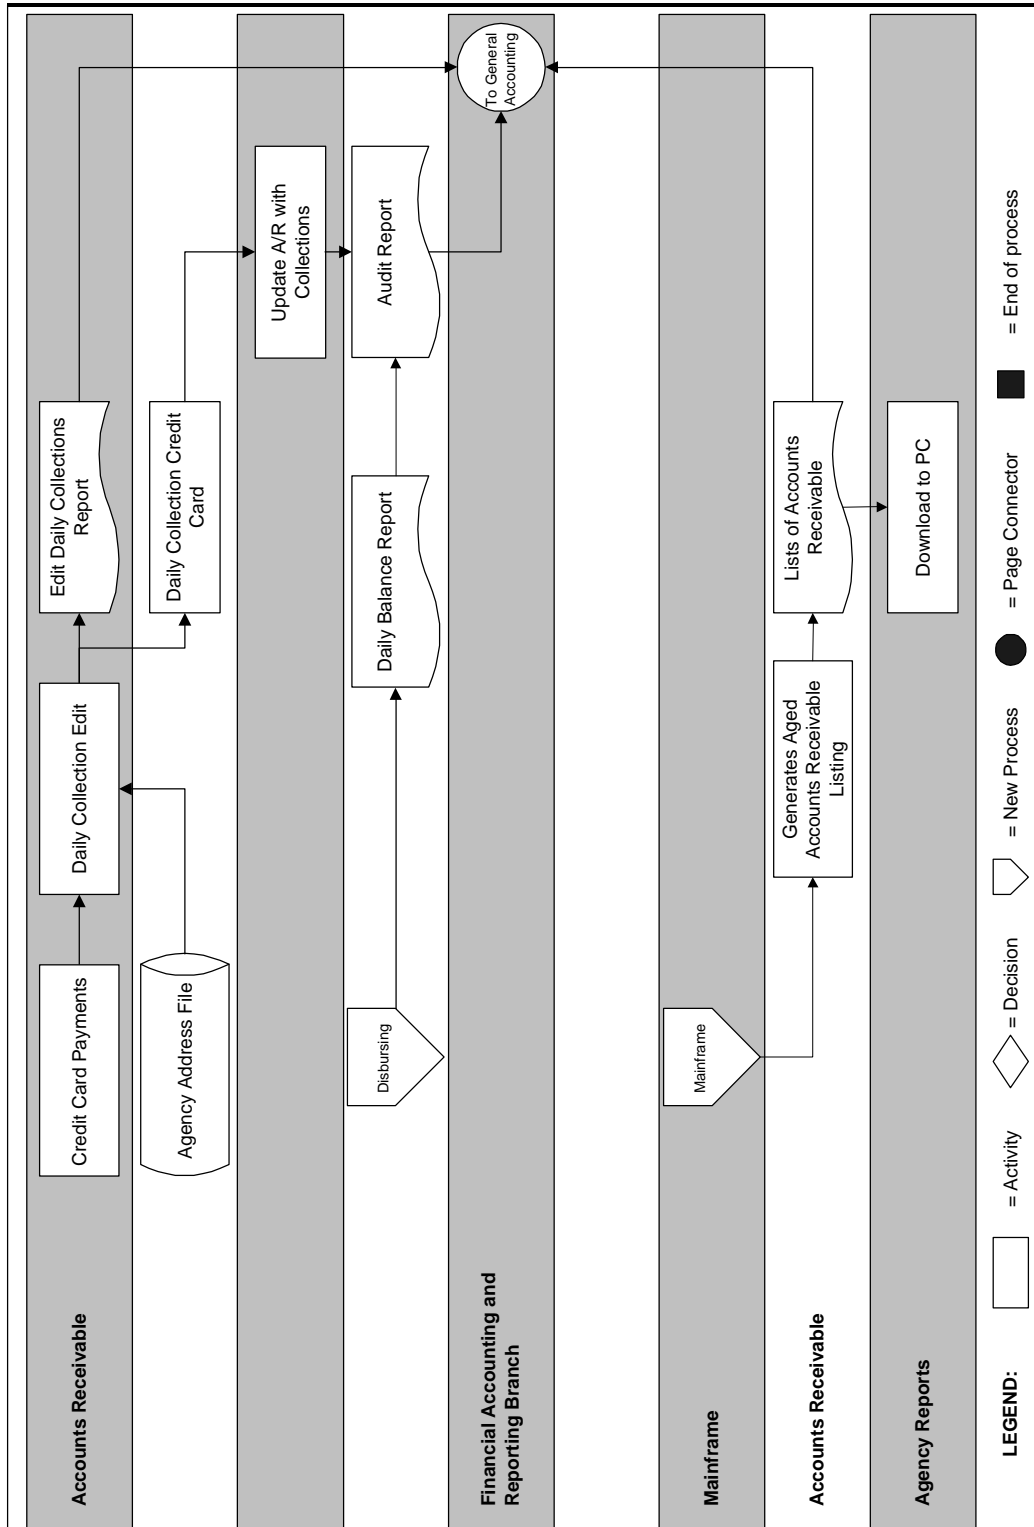 Accounts Receivable
Credit Card Payments
Daily Collection Edit
Edit Daily Collections
Report
Agency Address File
Daily Collection Credit
Card
Update A/R with
Collections
Disbursing
Daily Balance Report
Audit Report
Financial Accounting and
Reporting Branch
To General
Accounting
Mainframe
Mainframe
Accounts Receivable
Generates Aged
Accounts Receivable
Listing
Lists of Accounts
Receivable
Agency Reports
Download to PC
LEGEND:
= Activity
= Decision
= New Process
= Page Connector
= End of process